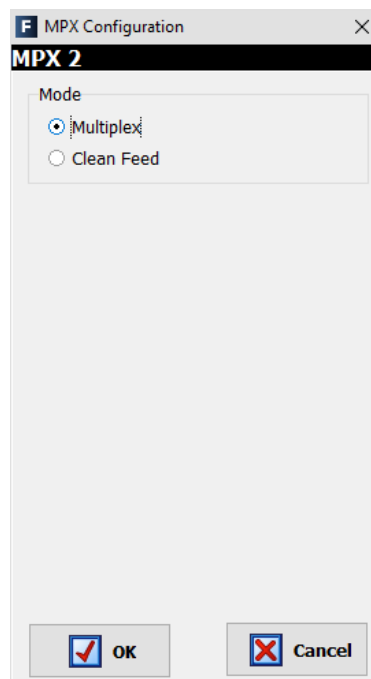 F MPX Configuration
MPX 2
Mode
Multiplex
Clean Feed
OK Cancel